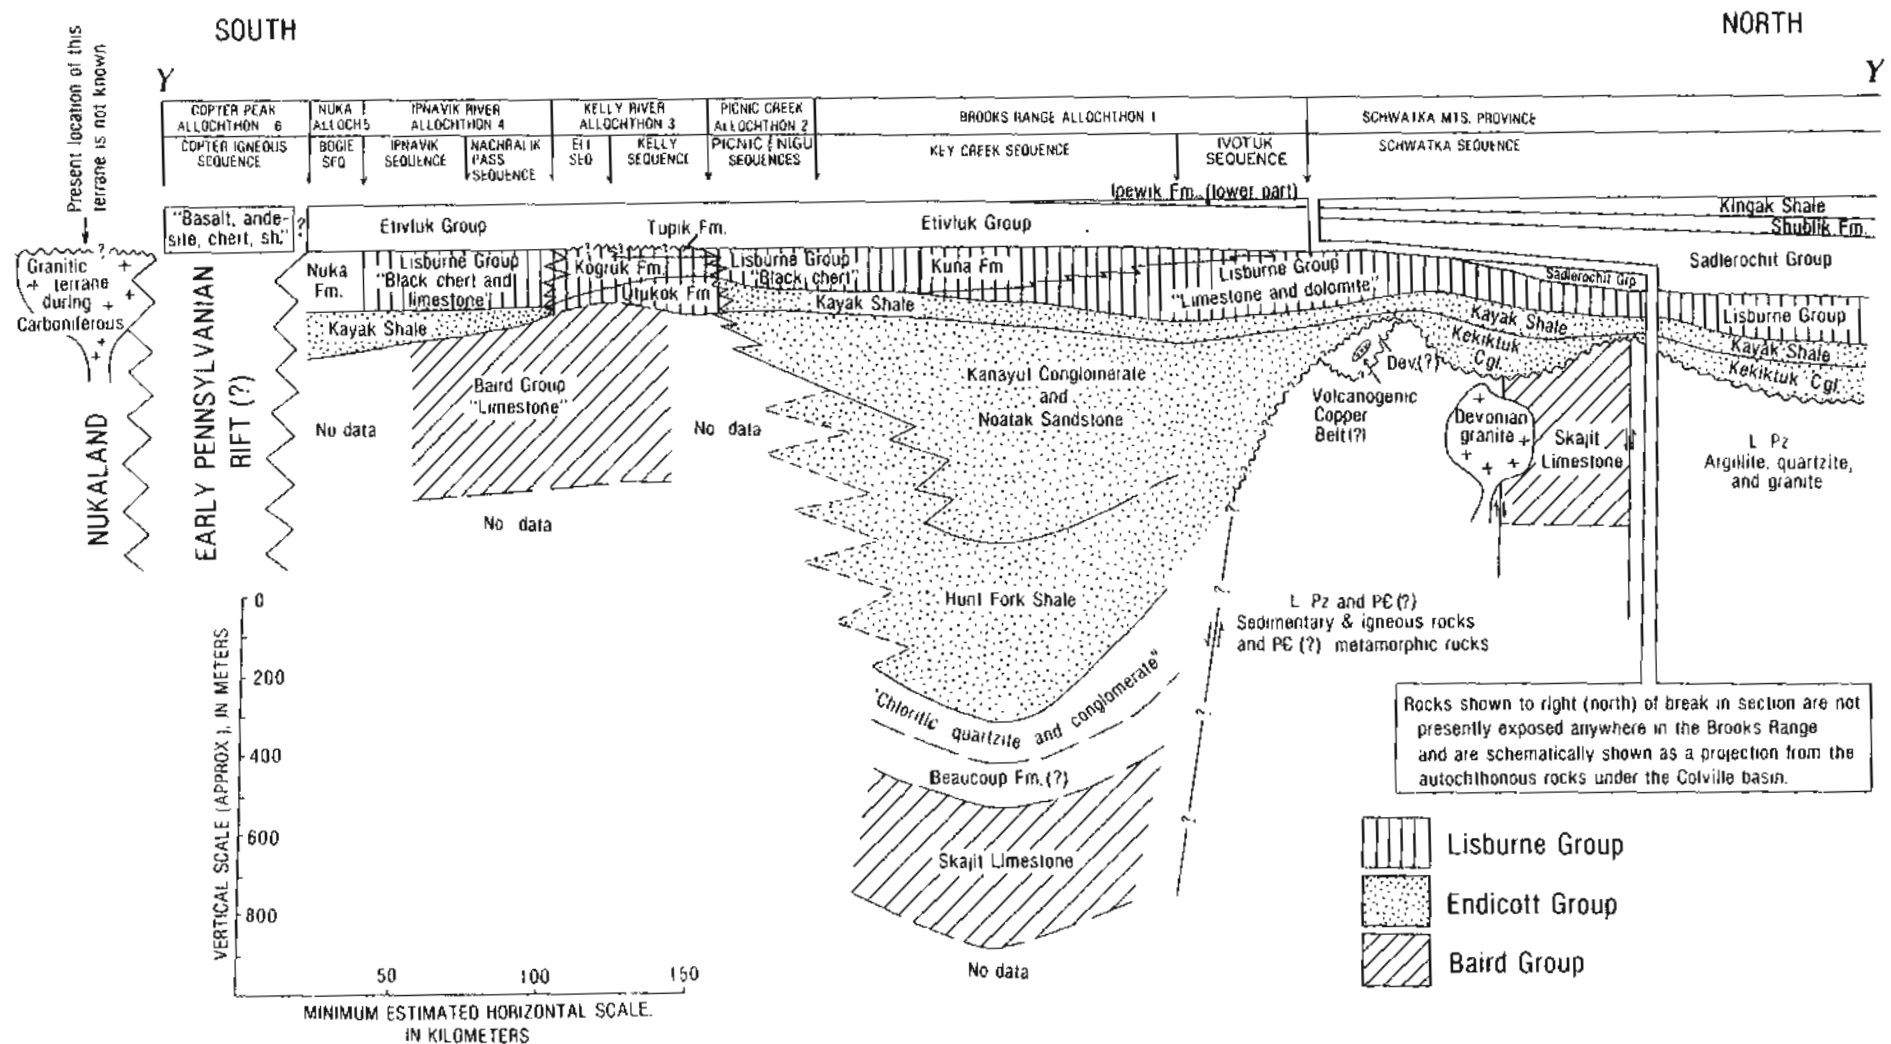 SOUTH
NORTH
Present location of this
terrane is not known
Y
Y
COPTER PEAK
ALLOCHTHON 6
NUKA
ALLOCH 5
IPNAVIK RIVER
ALLOCHTHON 4
KELLY RIVER
ALLOCHTHON 3
PICNIC CREEK
ALLOCHTHON 2
BROOKS RANGE ALLOCHTHON 1
SCHWATKA MTS. PROVINCE
COPTER IGNEOUS
SEQUENCE
BOGIE
SEQ
IPNAVIK
SEQUENCE
NACHRALIK
PASS
SEQUENCE
ELI
SEQ
KELLY
SEQUENCE
PICNIC / NIGU
SEQUENCES
KEY CREEK SEQUENCE
IVOTUK
SEQUENCE
SCHWATKA SEQUENCE
Ipewik Fm. (lower part)
Kingak Shale
Shublik Fm.
"Basalt, ande-
site, chert, sh."
?
Etivluk Group
Tupik Fm.
Etivluk Group
Sadlerochit Group
?
Granitic
terrane
during
Carboniferous
Nuka
Fm.
Lisburne Group
"Black chert and
limestone"
Kogruk Fm.
Utukok Fm
Lisburne Group
"Black chert"
Kuna Fm
Lisburne Group
"Limestone and dolomite"
Sadlerochit Grp
Lisburne Group
Kayak Shale
Kayak Shale
Kayak Shale
Kayak Shale
Kekiktuk
Cgl.
Kekiktuk Cgl.
NUKALAND
EARLY PENNSYLVANIAN
RIFT (?)
No data
Baird Group
"Limestone"
No data
No data
Kanayut Conglomerate
and
Noatak Sandstone
Dev.(?)
Volcanogenic
Copper
Belt(?)
Devonian
granite
Skajit
Limestone
L Pz
Argillite, quartzite,
and granite
Hunt Fork Shale
?
?
?
?
L Pz and P€ (?)
Sedimentary & igneous rocks
and P€ (?) metamorphic rocks
"Chloritic quartzite and conglomerate"
Beaucoup Fm. (?)
Skajit Limestone
No data
Rocks shown to right (north) of break in section are not
presently exposed anywhere in the Brooks Range
and are schematically shown as a projection from the
autochthonous rocks under the Colville basin.
Lisburne Group
Endicott Group
Baird Group
VERTICAL SCALE (APPROX.), IN METERS
0
200
400
600
800
50
100
150
MINIMUM ESTIMATED HORIZONTAL SCALE.
IN KILOMETERS